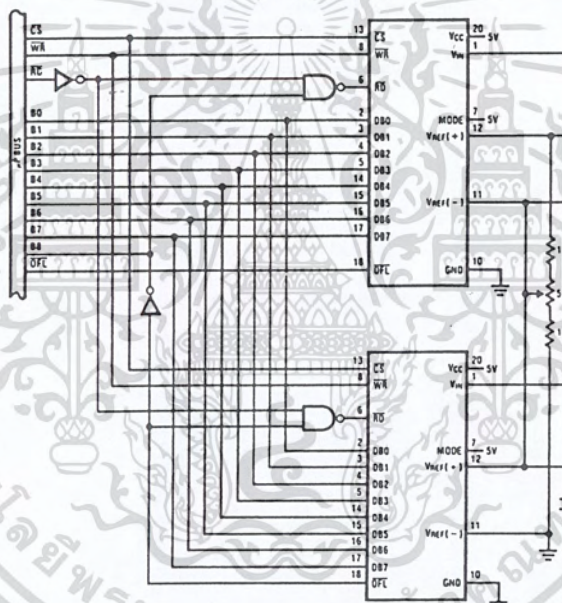 CS
WR
RD
B0
B1
B2
B3
B4
B5
B6
B7
B8
OFL
μP BUS
13 CS
8 WR
6 RD
2 DB0
3 DB1
4 DB2
5 DB3
14 DB4
15 DB5
16 DB6
17 DB7
18 OFL
VCC 20 5V
VIN 1
MODE 7 5V
VREF(+) 12
VREF(-) 11
GND 10
1
5
1
13 CS
8 WR
6 RD
2 DB0
3 DB1
4 DB2
5 DB3
14 DB4
15 DB5
16 DB6
17 DB7
18 OFL
VCC 20 5V
VIN 1
MODE 7 5V
VREF(+) 12
VREF(-) 11
GND 10